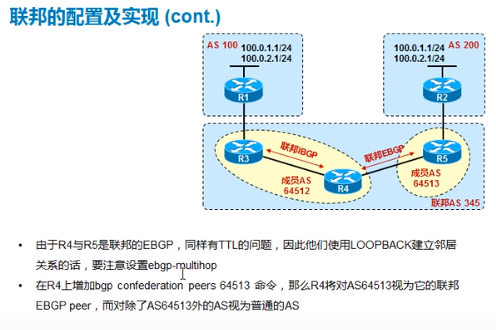 联邦的配置及实现 (cont.)
AS 100
100.0.1.1/24
100.0.2.1/24
R1
100.0.1.1/24
AS 200
100.0.2.1/24
R2
R3
联邦IBGP
联邦EBGP
R5
成员AS
64512
R4
成员AS
64513
联邦AS 345
• 由于R4与R5是联邦的EBGP，同样有TTL的问题，因此他们使用LOOPBACK建立邻居
关系的话，要注意设置ebgp-multihop
• 在R4上增加bgp confederation peers 64513 命令，那么R4将对AS64513视为它的联邦
EBGP peer，而对除了AS64513外的AS视为普通的AS